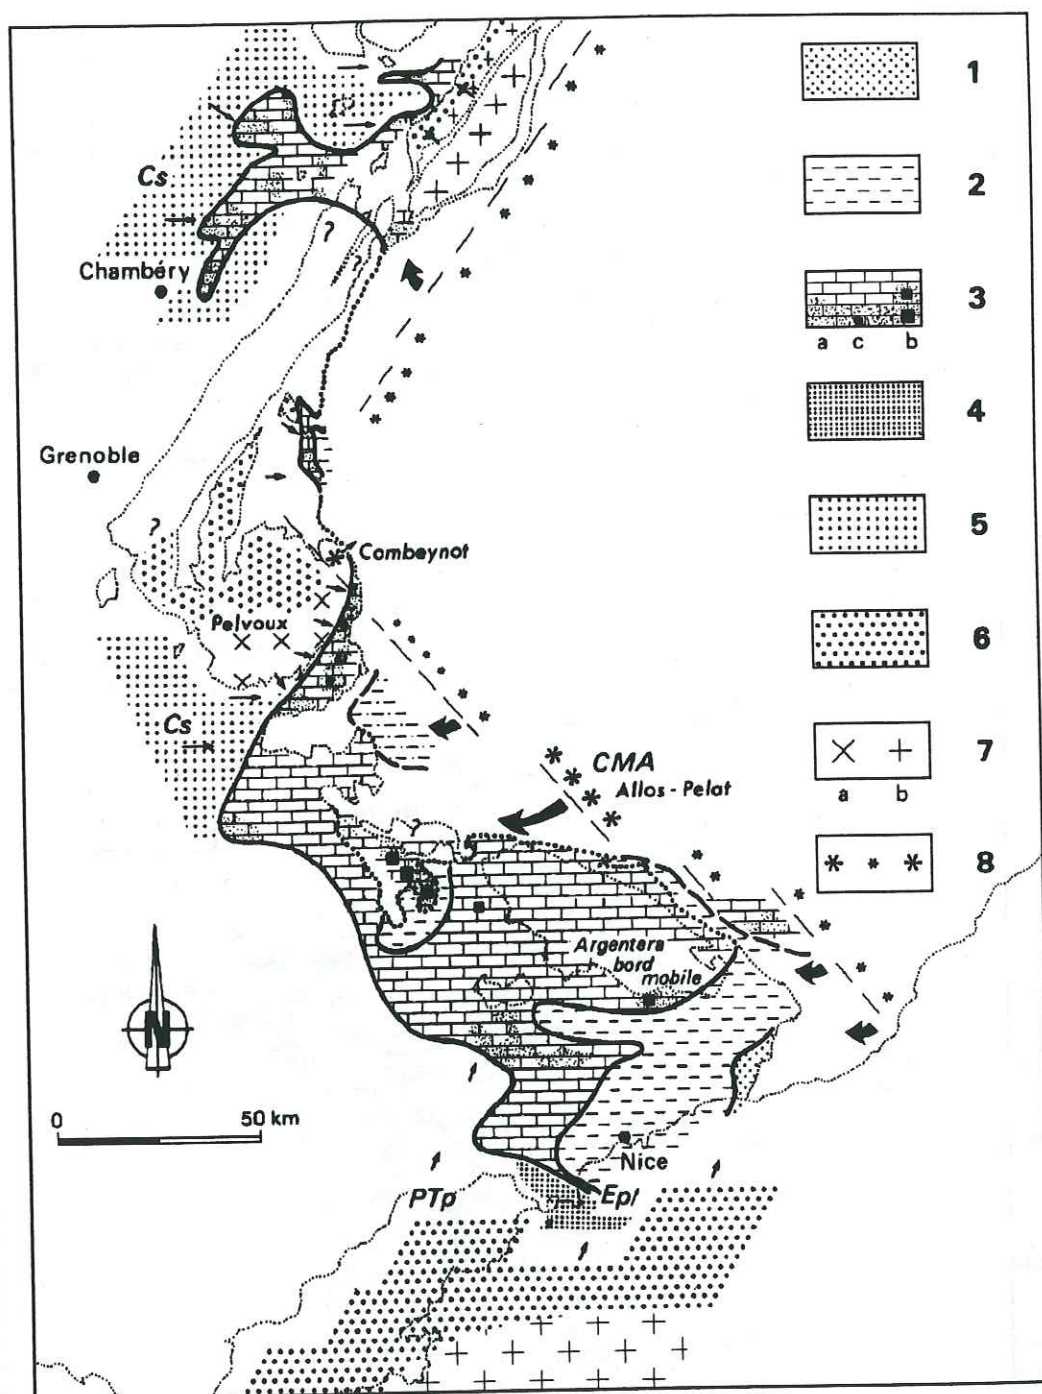 1
2
3
a c b
4
5
6
7
a b
8
Cs
?
?
Chambéry
Grenoble
?
Combeynot
Pelvoux
?
Cs
CMA
Allos - Pelat
?
Argentera
bord
mobile
N
0 50 km
Nice
PTp
Epl